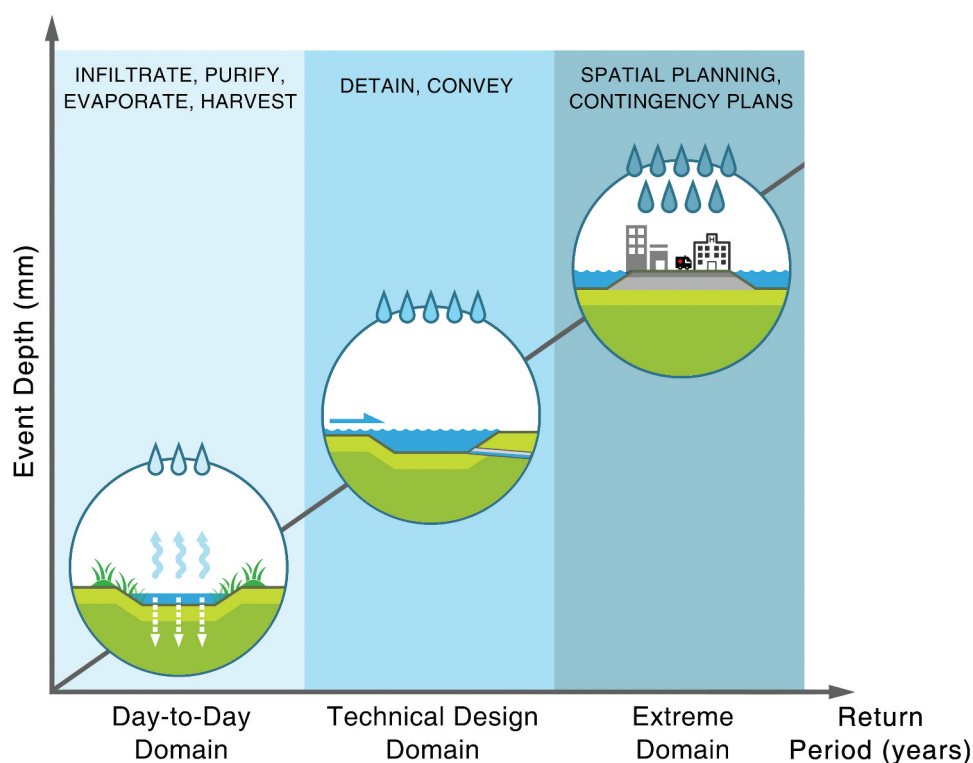 INFILTRATE, PURIFY,
EVAPORATE, HARVEST
DETAIN, CONVEY
SPATIAL PLANNING,
CONTINGENCY PLANS
H
Event Depth (mm)
Day-to-Day
Domain
Technical Design
Domain
Extreme
Domain
Return
Period (years)